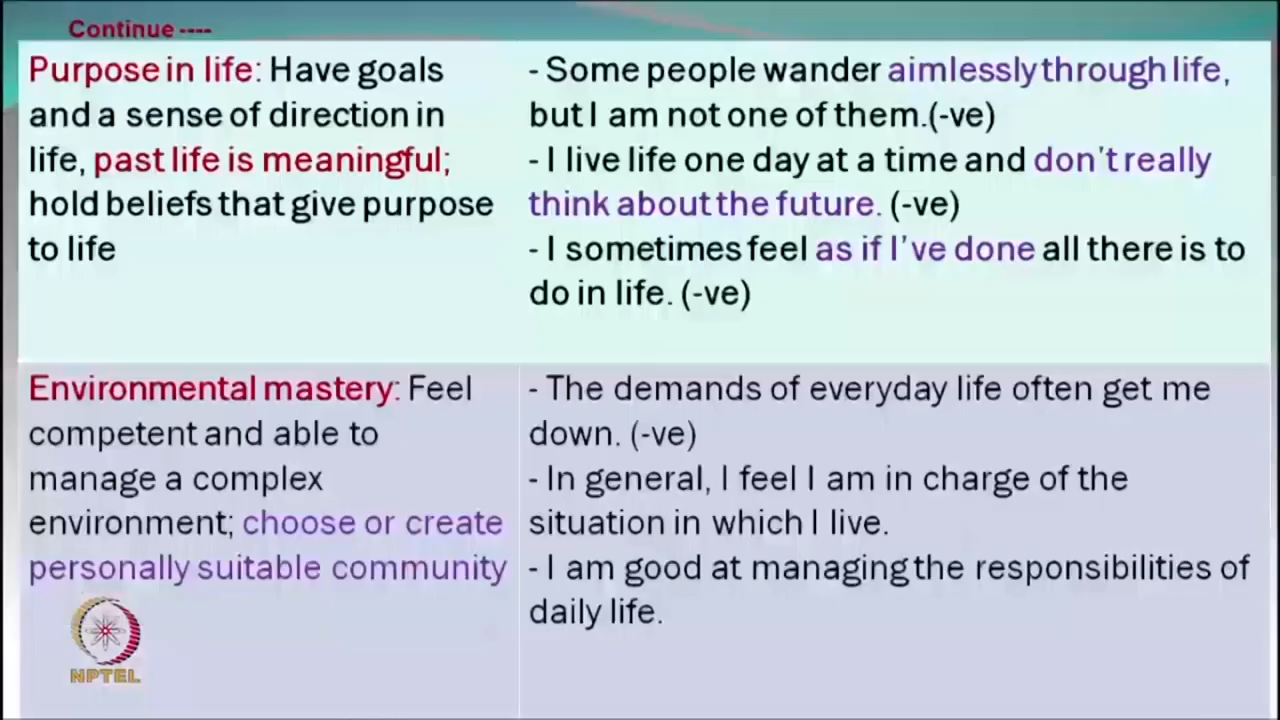 Continue ----
Purpose in life: Have goals
and a sense of direction in
life, past life is meaningful;
hold beliefs that give purpose
to life
- Some people wander aimlessly through life,
but I am not one of them.(-ve)
- I live life one day at a time and don't really
think about the future. (-ve)
- I sometimes feel as if I've done all there is to
do in life. (-ve)
Environmental mastery: Feel
competent and able to
manage a complex
environment; choose or create
personally suitable community
- The demands of everyday life often get me
down. (-ve)
- In general, I feel I am in charge of the
situation in which I live.
- I am good at managing the responsibilities of
daily life.
NPTEL